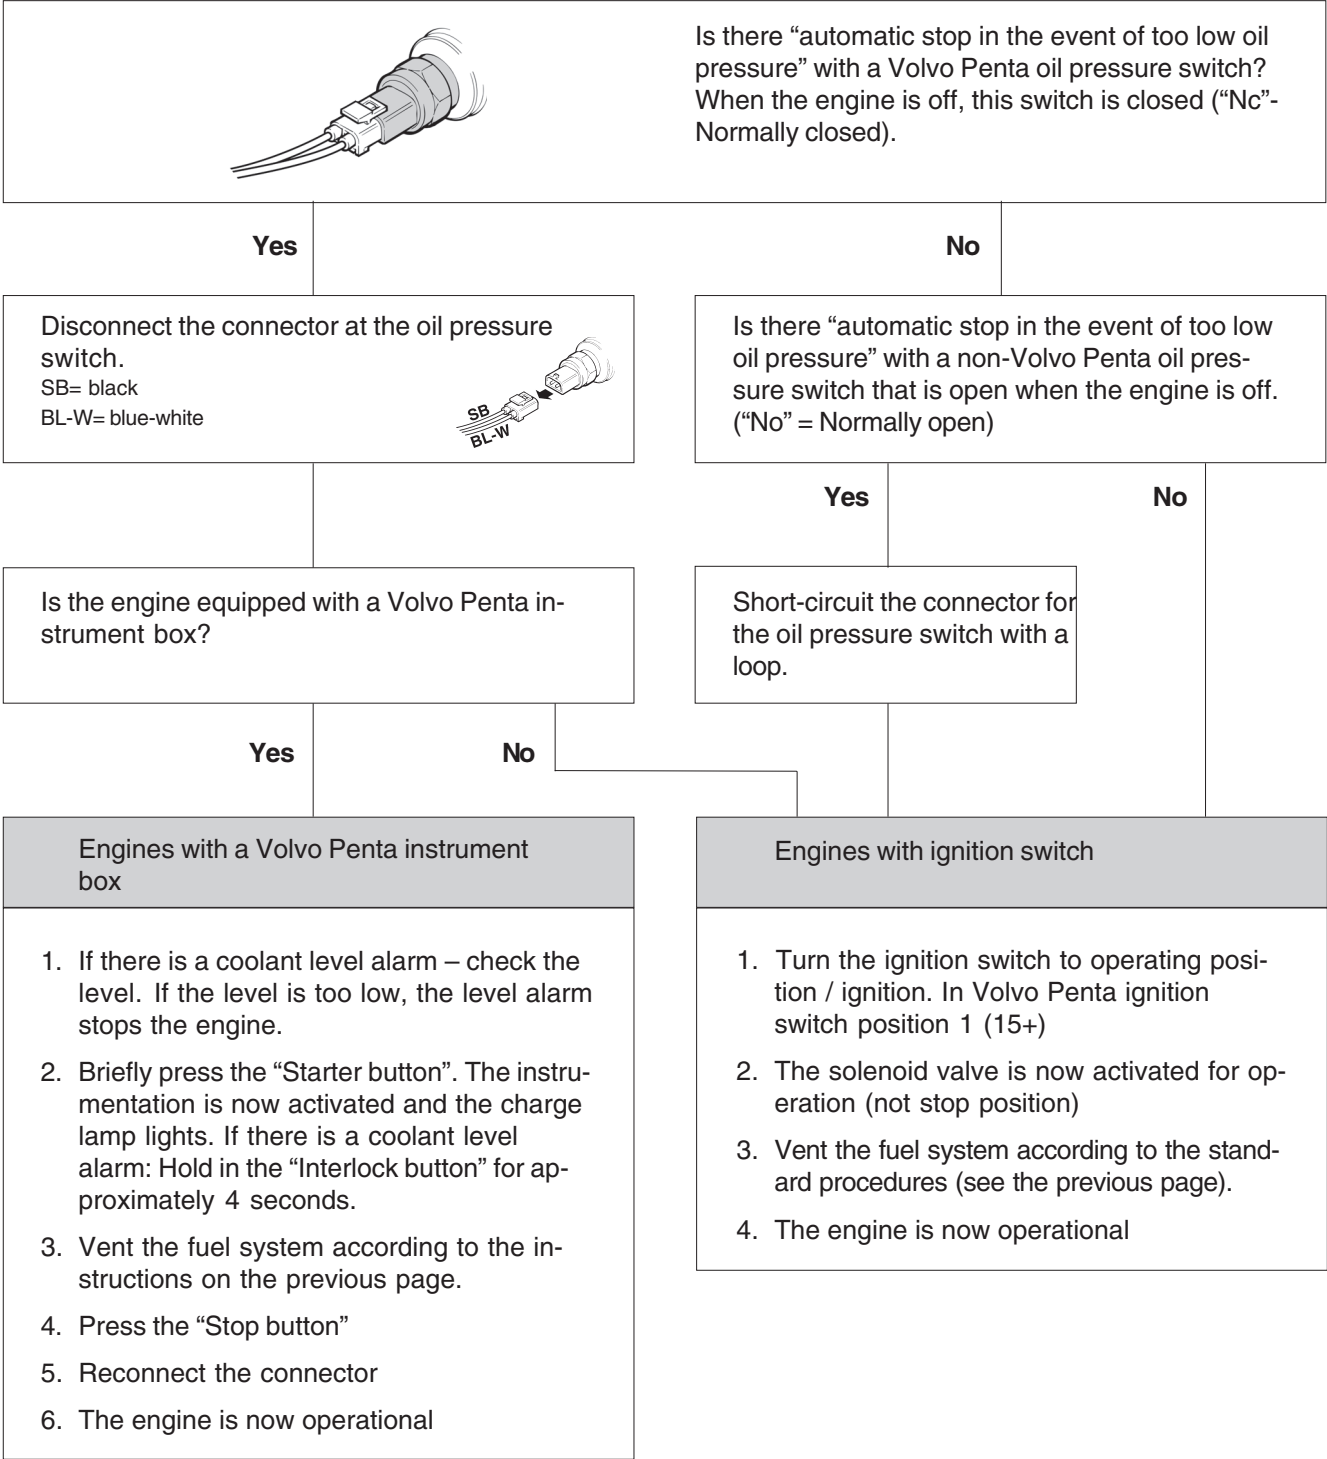 Is there “automatic stop in the event of too low oil
pressure” with a Volvo Penta oil pressure switch?
When the engine is off, this switch is closed (“Nc”-
Normally closed).
Yes
No
Disconnect the connector at the oil pressure
switch.
SB= black
BL-W= blue-white
SB
BL-W
Is there “automatic stop in the event of too low
oil pressure” with a non-Volvo Penta oil pres-
sure switch that is open when the engine is off.
(“No” = Normally open)
Yes
No
Is the engine equipped with a Volvo Penta in-
strument box?
Short-circuit the connector for
the oil pressure switch with a
loop.
Yes
No
Engines with a Volvo Penta instrument
box
1. If there is a coolant level alarm – check the
level. If the level is too low, the level alarm
stops the engine.
2. Briefly press the “Starter button”. The instru-
mentation is now activated and the charge
lamp lights. If there is a coolant level
alarm: Hold in the “Interlock button” for ap-
proximately 4 seconds.
3. Vent the fuel system according to the in-
structions on the previous page.
4. Press the “Stop button”
5. Reconnect the connector
6. The engine is now operational
Engines with ignition switch
1. Turn the ignition switch to operating posi-
tion / ignition. In Volvo Penta ignition
switch position 1 (15+)
2. The solenoid valve is now activated for op-
eration (not stop position)
3. Vent the fuel system according to the stand-
ard procedures (see the previous page).
4. The engine is now operational